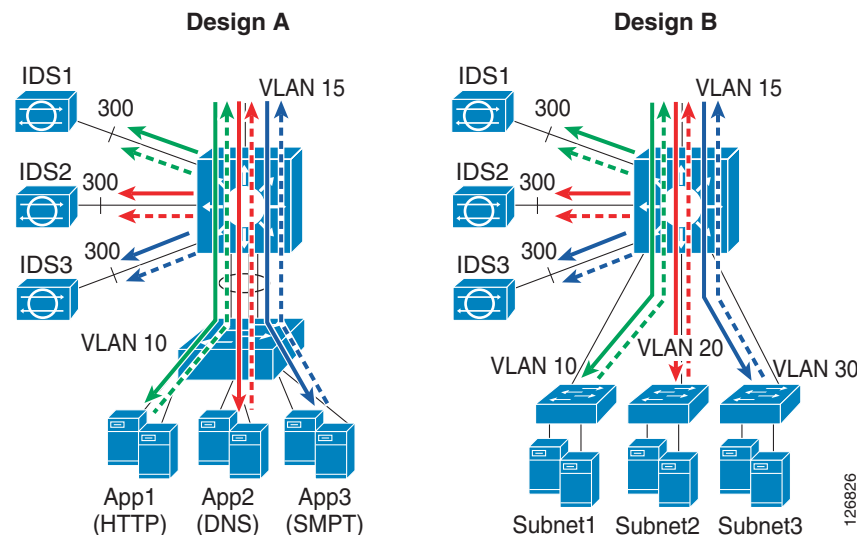 Design A
IDS1
300
VLAN 15
IDS2
300
IDS3
300
VLAN 10
App1
(HTTP)
App2
(DNS)
App3
(SMPT)
Design B
IDS1
300
VLAN 15
IDS2
300
IDS3
300
VLAN 10
VLAN 20
VLAN 30
Subnet1
Subnet2
Subnet3
126826